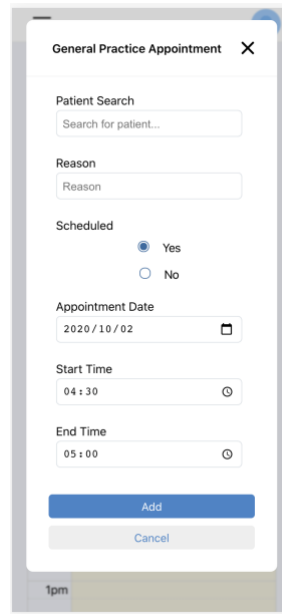 General Practice Appointment
Patient Search
Search for patient...
Reason
Reason
Scheduled
Yes
No
Appointment Date
2020/10/02
Start Time
04:30
End Time
05:00
Add
Cancel
1pm